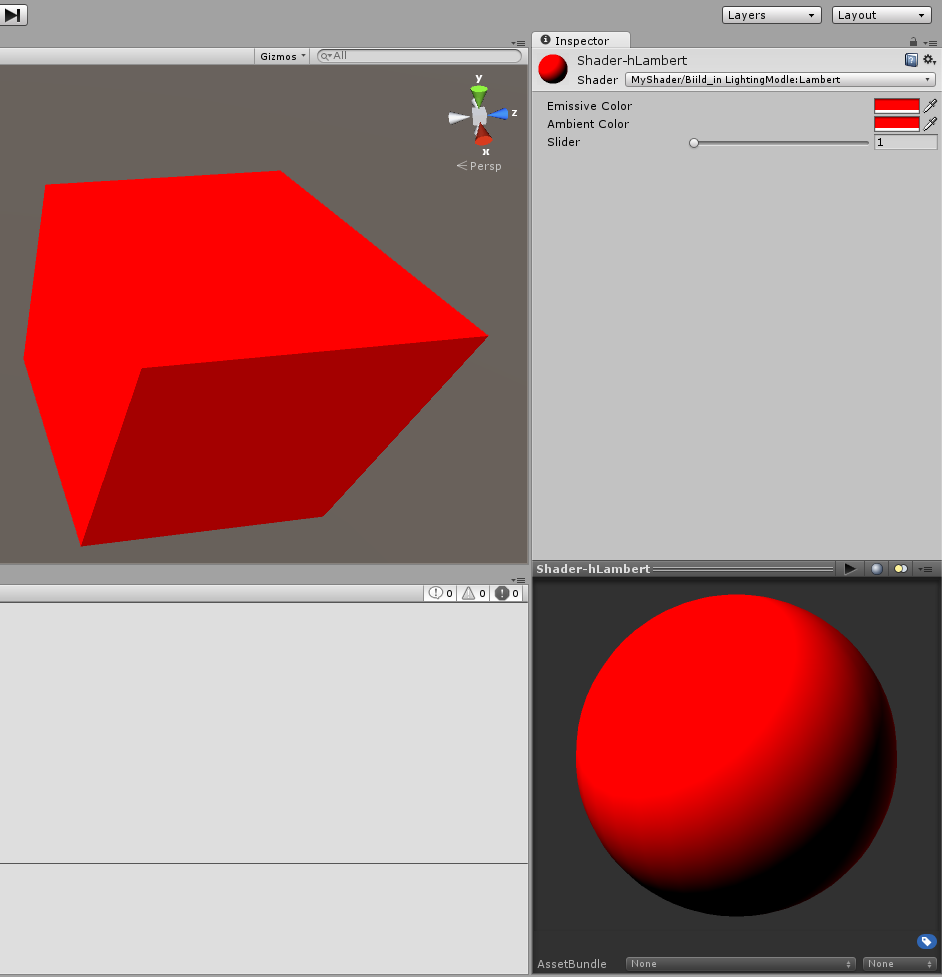 Layers Layout
Inspector
Gizmos All
Shader-hLambert
Shader MyShader/Biild_in LightingModle:Lambert
Emissive Color
Ambient Color
Slider 1
y
z
x
Persp
Shader-hLambert
0 0 0
AssetBundle None None